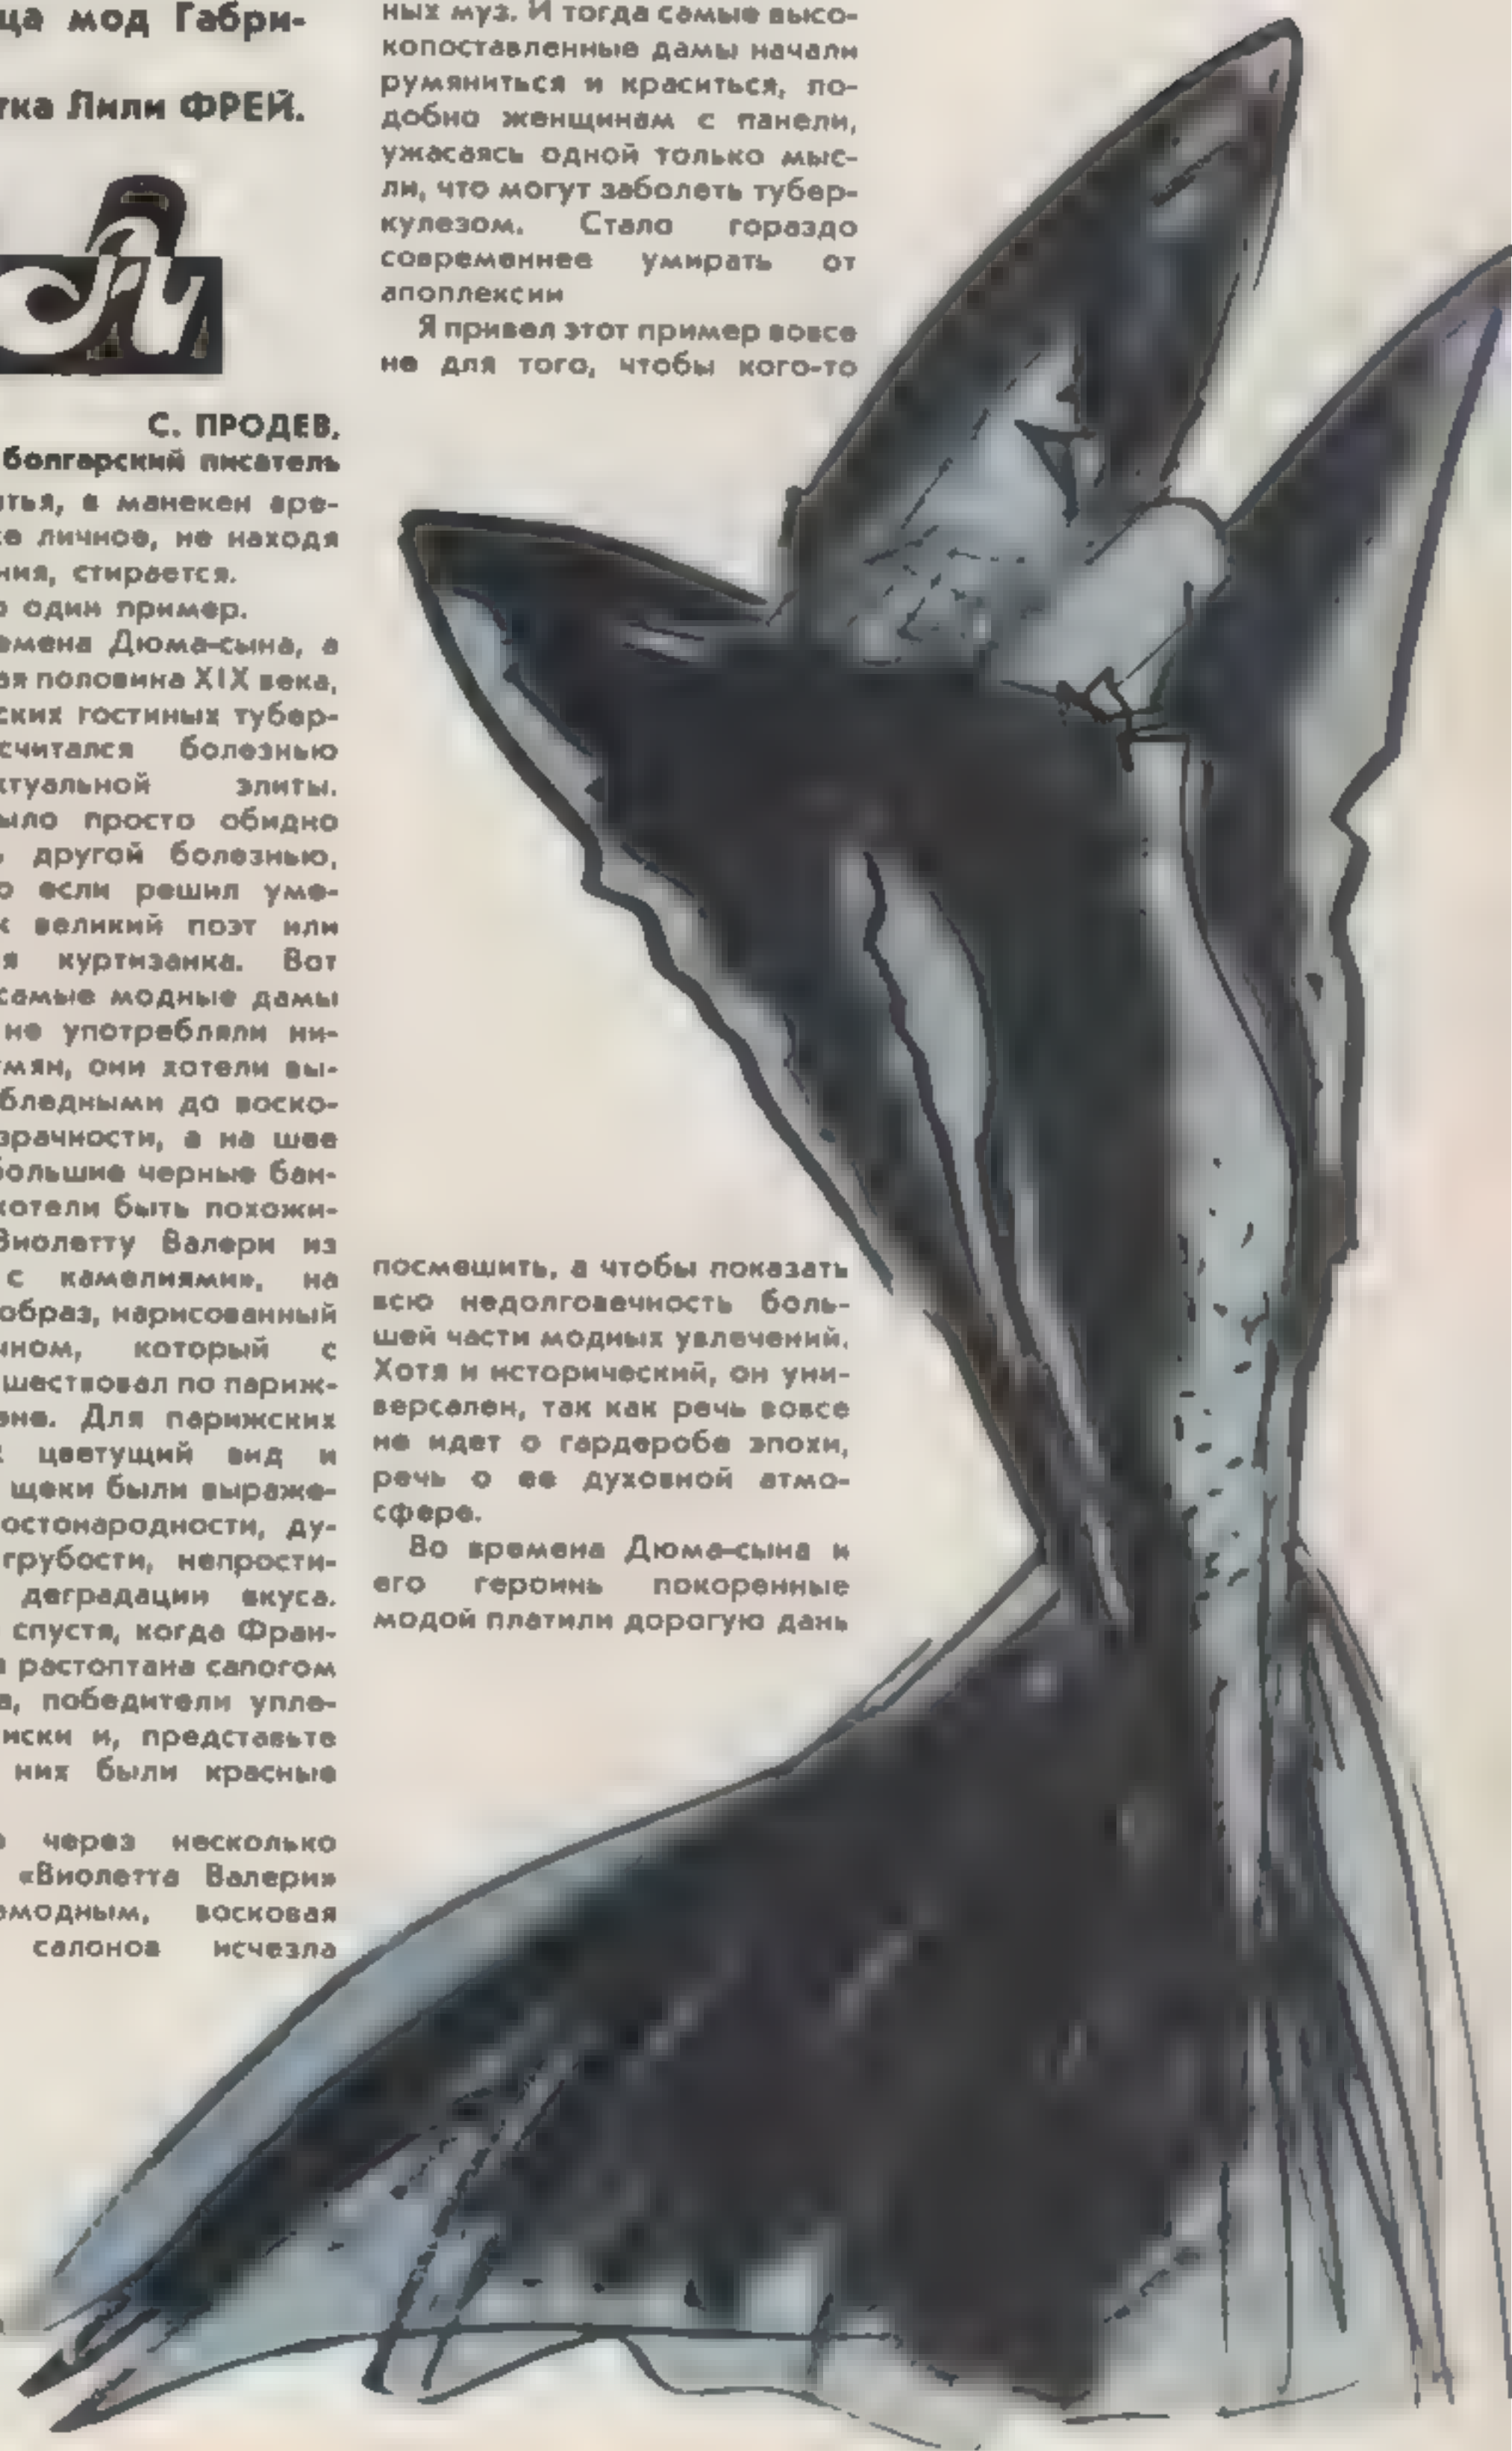 ца мод Габри-
тка Лили ФРЕЙ.
С. ПРОДЕВ,
болгарский писатель
тья, а манекен вре-
личное, не находя
ния, стирается.
один пример.
емена Дюма-сына, а
ая половина XIX века,
ских гостиных тубер-
считался болезнью
ктуальной элиты.
ыло просто обидно
другой болезнью,
о если решил уме-
к великий поэт или
я куртизанка. Вот
самые модные дамы
не употребляли ни-
мян, они хотели вы-
бледными до воско-
зрачности, а на шее
большие черные бан-
хотели быть похожи-
Виолетту Валери из
с камелиями», на
образ, нарисованный
ном, который с
шествовал по париж-
ене. Для парижских
цветущий вид и
щеки были выраже-
остонародности, ду-
грубости, непрости-
деградации вкуса.
спустя, когда Фран-
растоптана сапогом
а, победители упле-
иски и, представьте
них были красные
через несколько
«Виолетта Валери»
емодным, восковая
салонов исчезла
ных муз. И тогда самые высо-
копоставленные дамы начали
румяниться и краситься, по-
добно женщинам с панели,
ужасаясь одной только мыс-
ли, что могут заболеть тубер-
кулезом. Стало гораздо
современнее умирать от
апоплексии
Я привел этот пример вовсе
не для того, чтобы кого-то
посмешить, а чтобы показать
всю недолговечность боль-
шей части модных увлечений.
Хотя и исторический, он уни-
версален, так как речь вовсе
не идет о гардеробе эпохи,
речь о ее духовной атмо-
сфере.
Во времена Дюма-сына и
его героинь покоренные
модой платили дорогую дань